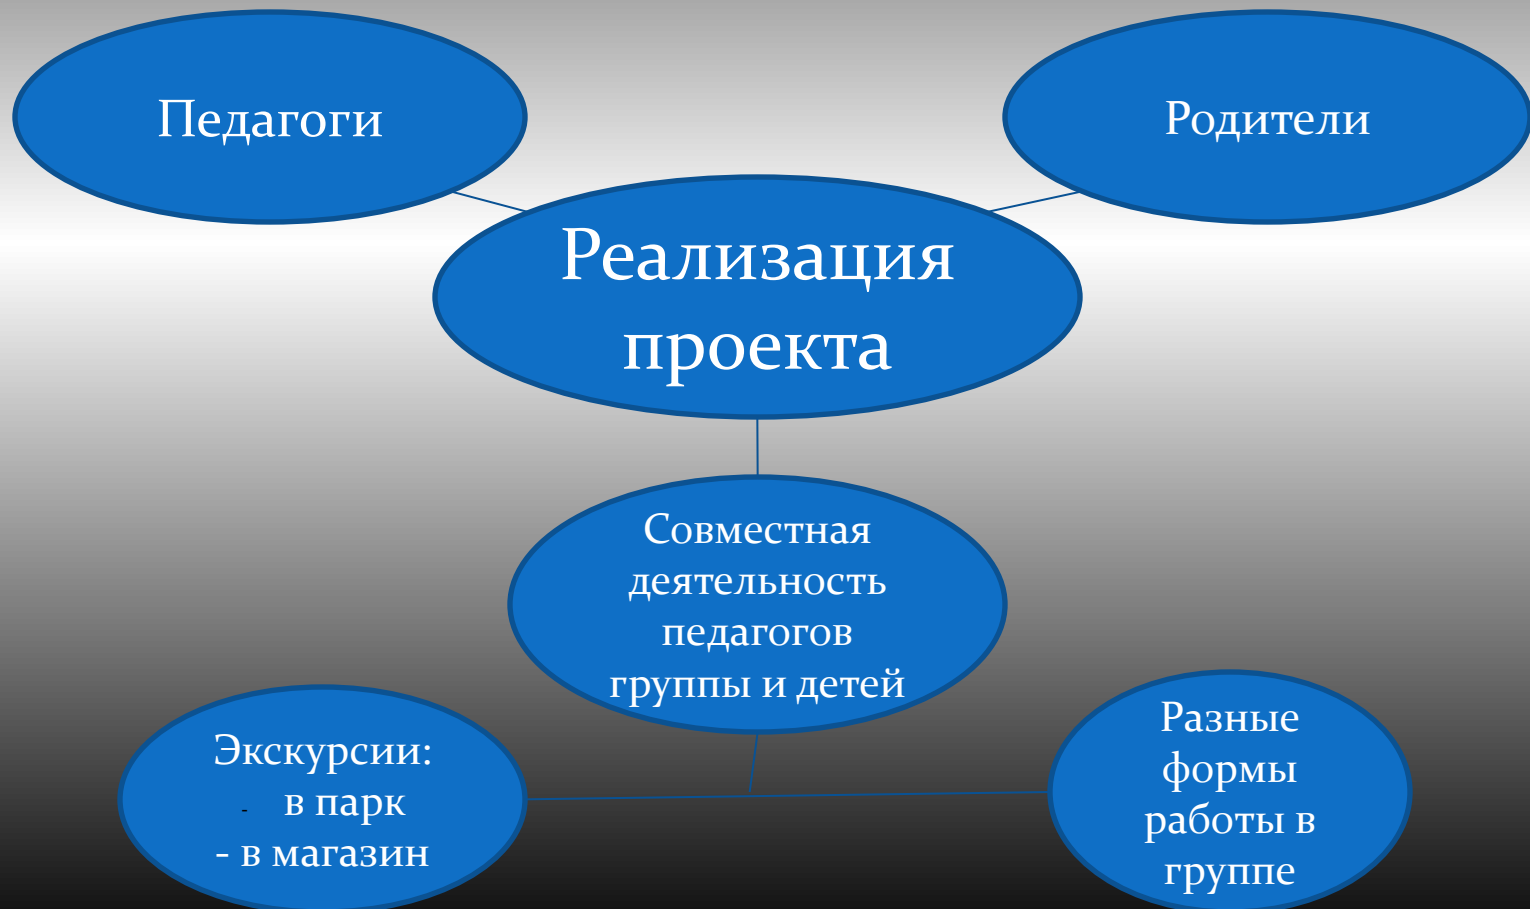 Педагоги
Родители
Реализация
проекта
Совместная
деятельность
педагогов
группы и детей
Экскурсии:
- в парк
- в магазин
Разные
формы
работы в
группе